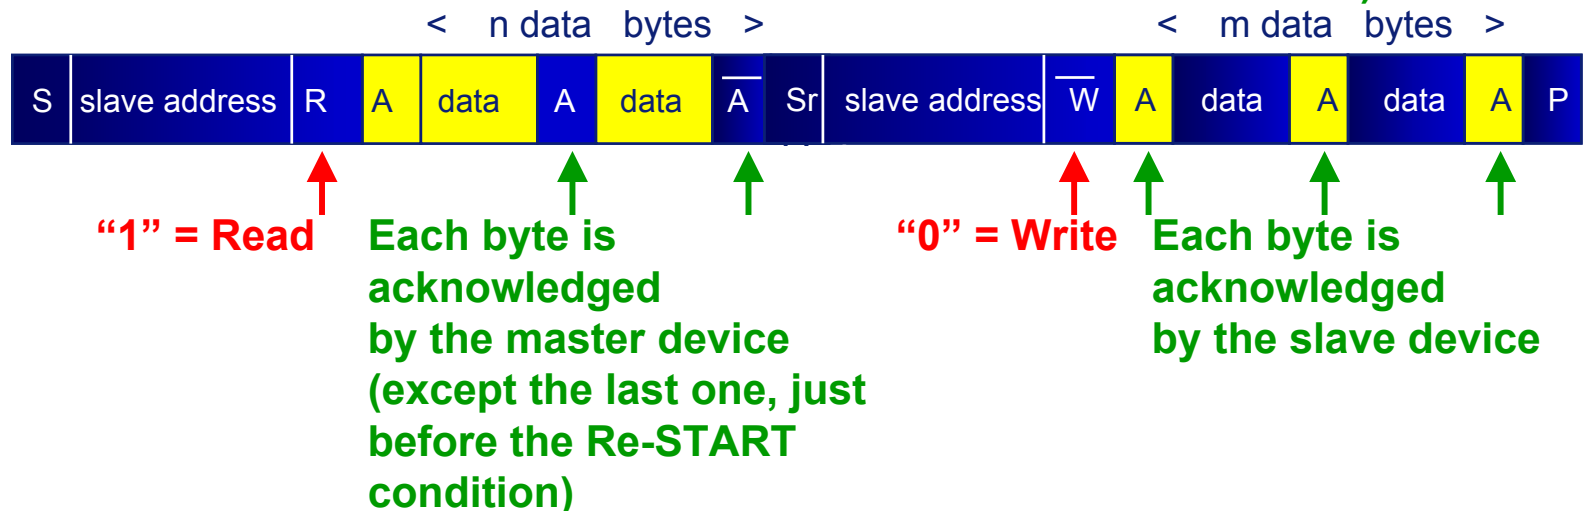 < n data bytes > < m data bytes >
S slave address R A data A data A̅ Sr slave address W̅ A data A data A P
“1” = Read
Each byte is
acknowledged
by the master device
(except the last one, just
before the Re-START
condition)
“0” = Write
Each byte is
acknowledged
by the slave device